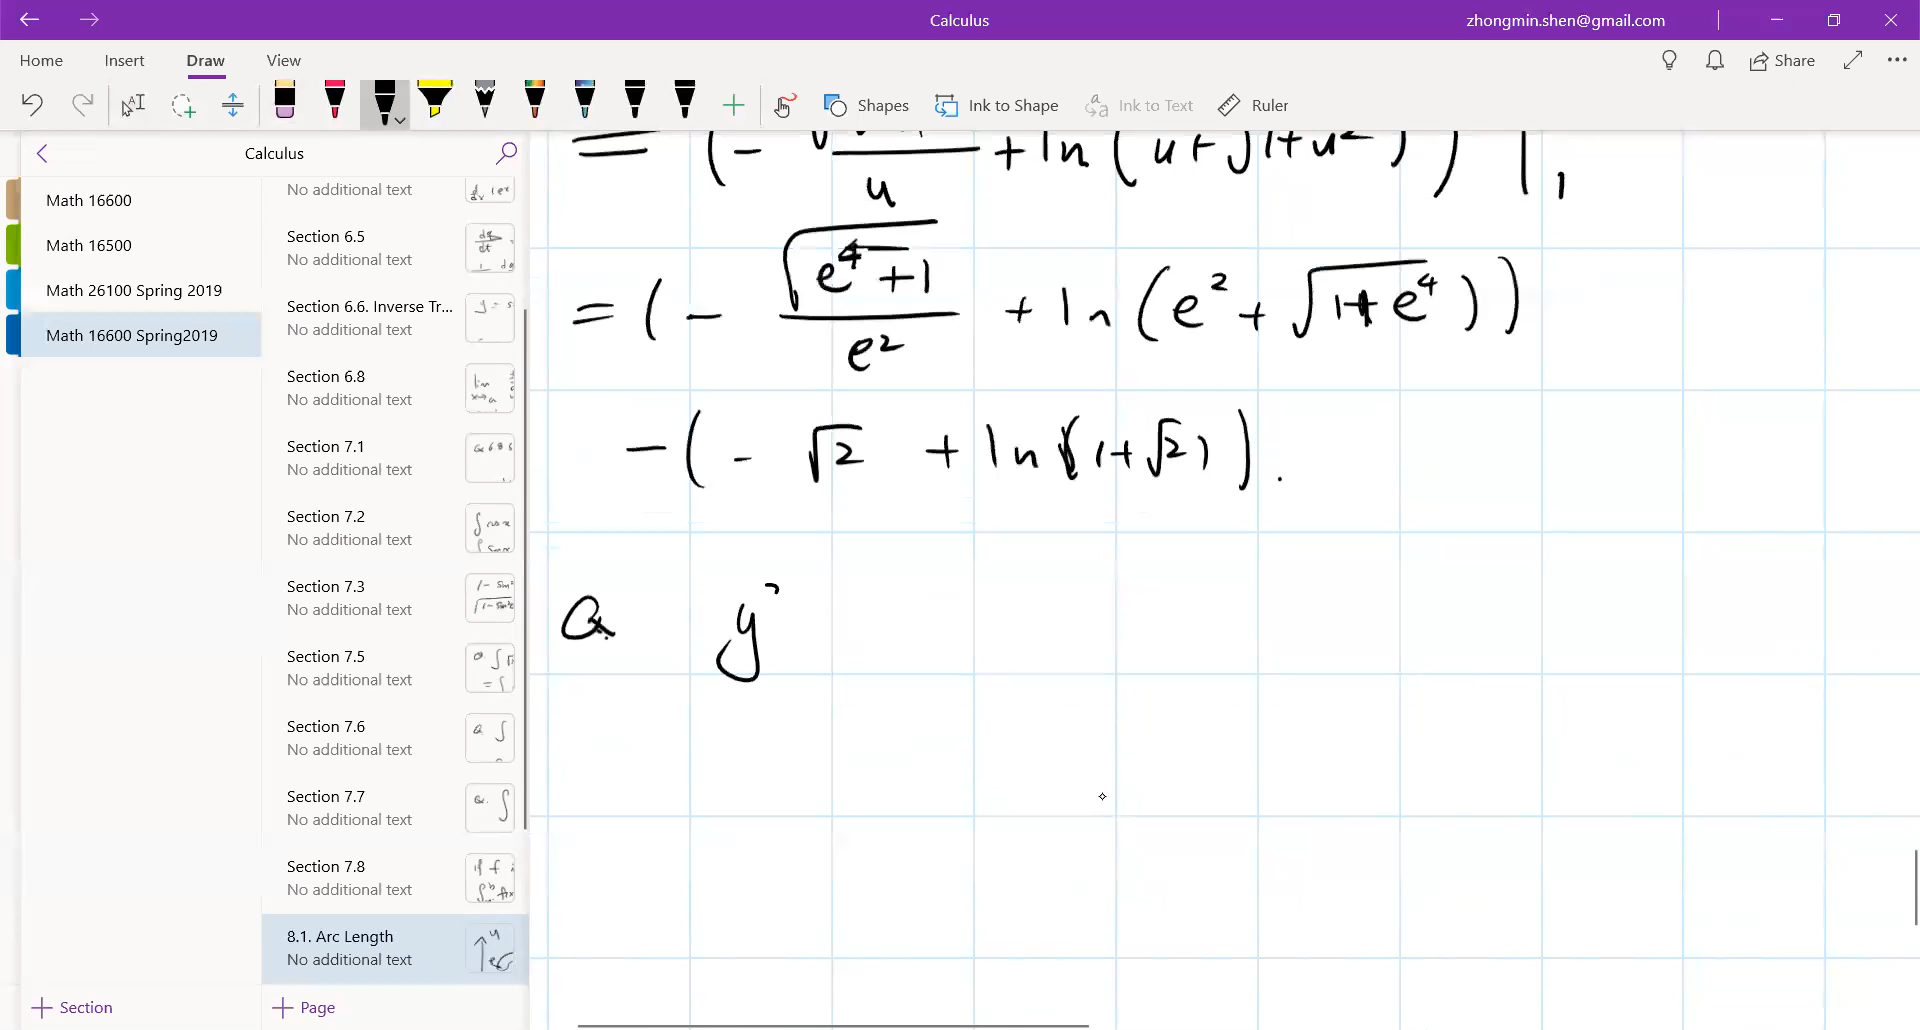 Calculus
zhongmin.shen@gmail.com
Home Insert Draw View Share
Shapes Ink to Shape Ink to Text Ruler
Calculus
Math 16600
Math 16500
Math 26100 Spring 2019
Math 16600 Spring2019
No additional text
Section 6.5
No additional text
Section 6.6. Inverse Tr...
No additional text
Section 6.8
No additional text
Section 7.1
No additional text
Section 7.2
No additional text
Section 7.3
No additional text
Section 7.5
No additional text
Section 7.6
No additional text
Section 7.7
No additional text
Section 7.8
No additional text
8.1. Arc Length
No additional text
+ Section
+ Page
u + ln(u+√1+u²)) |₁
= (- √(e⁴+1) / e² + ln(e² + √(1+e⁴)))
-(- √2 + ln(1+√2)).
Q. y